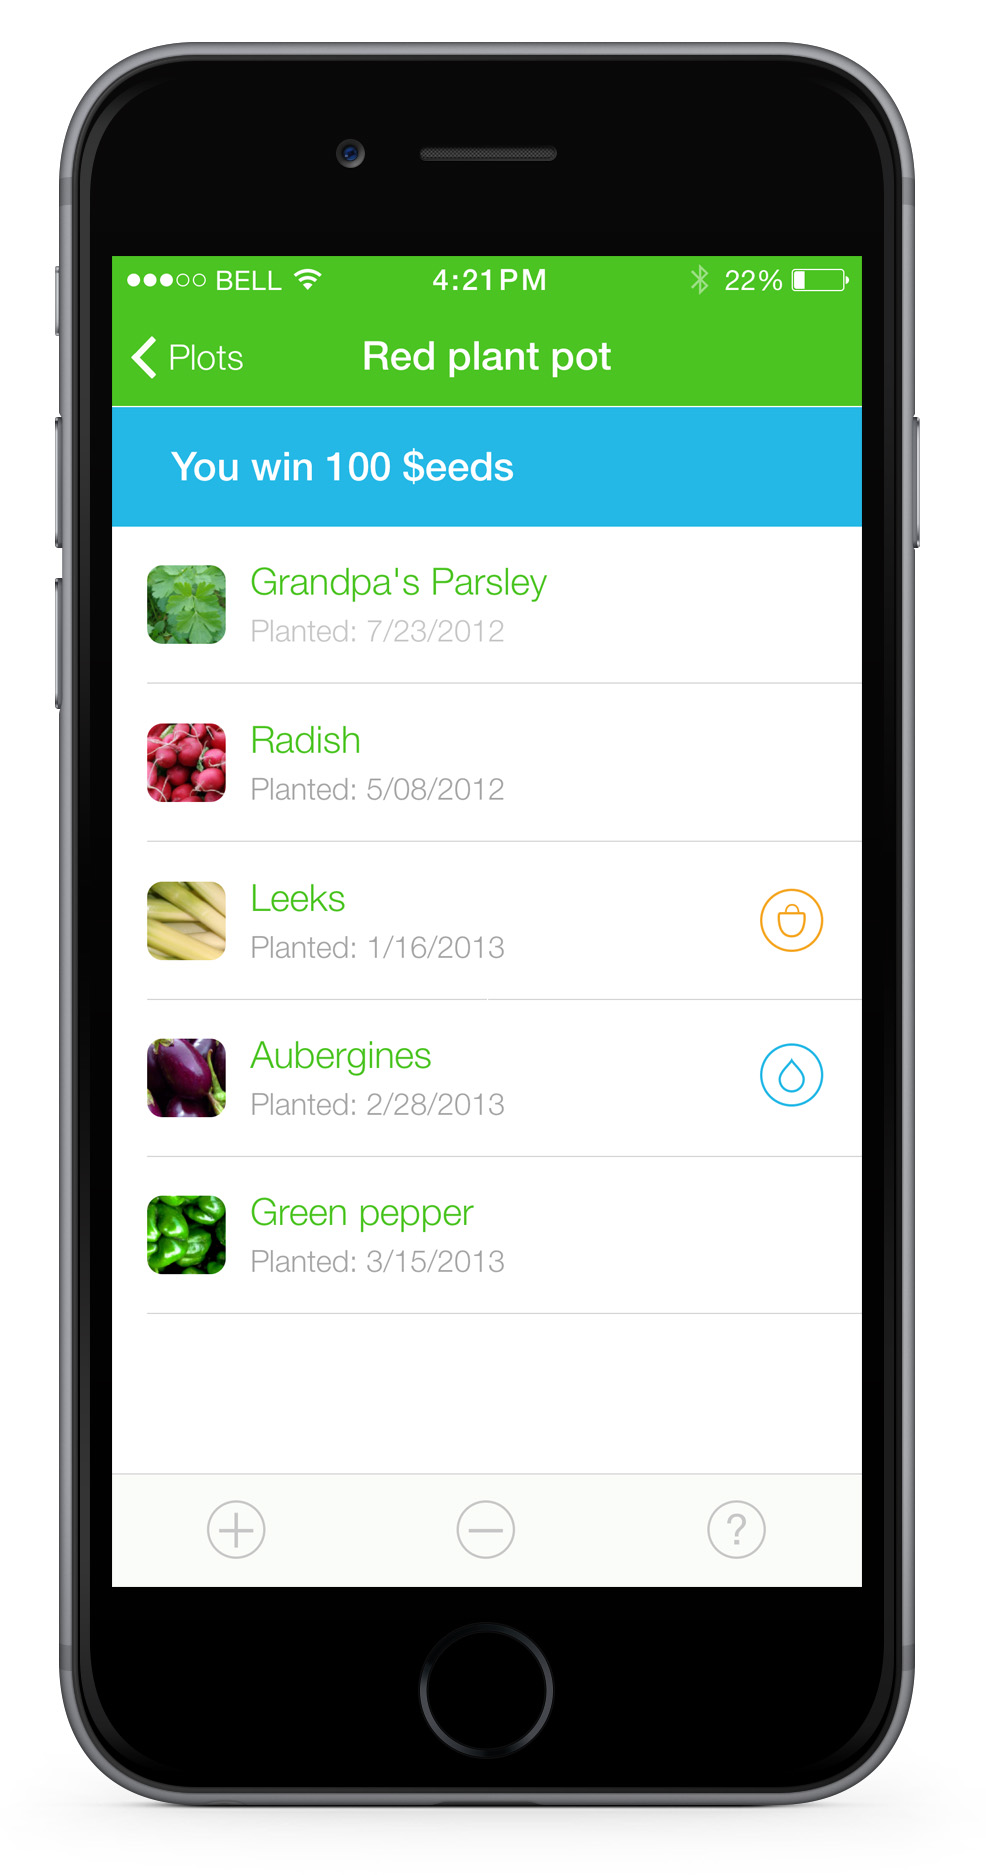 BELL 4:21PM 22%
Plots Red plant pot
You win 100 $eeds
Grandpa's Parsley
Planted: 7/23/2012
Radish
Planted: 5/08/2012
Leeks
Planted: 1/16/2013
Aubergines
Planted: 2/28/2013
Green pepper
Planted: 3/15/2013
?